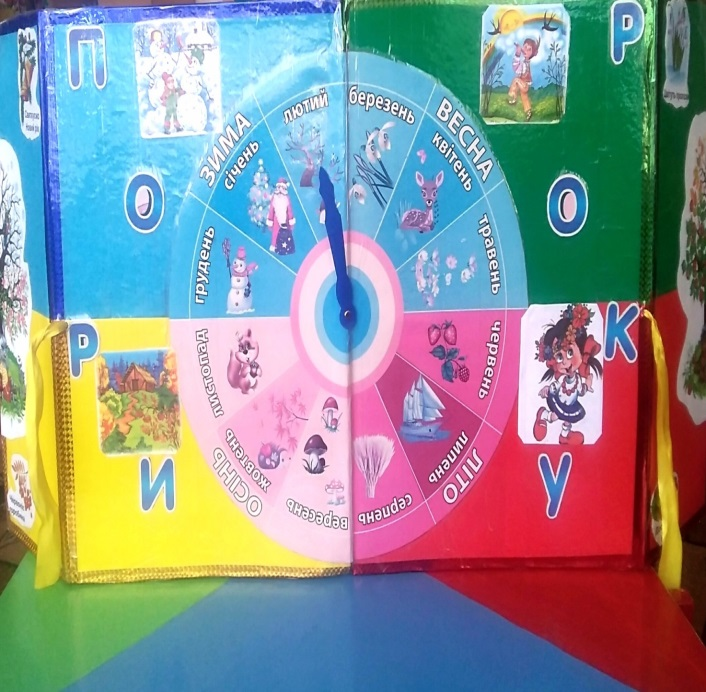 П
О
Р
И
Р
О
К
У
ЗИМА
грудень
січень
лютий
ВЕСНА
березень
квітень
травень
ЛІТО
червень
липень
серпень
ОСІНЬ
вересень
жовтень
листопад